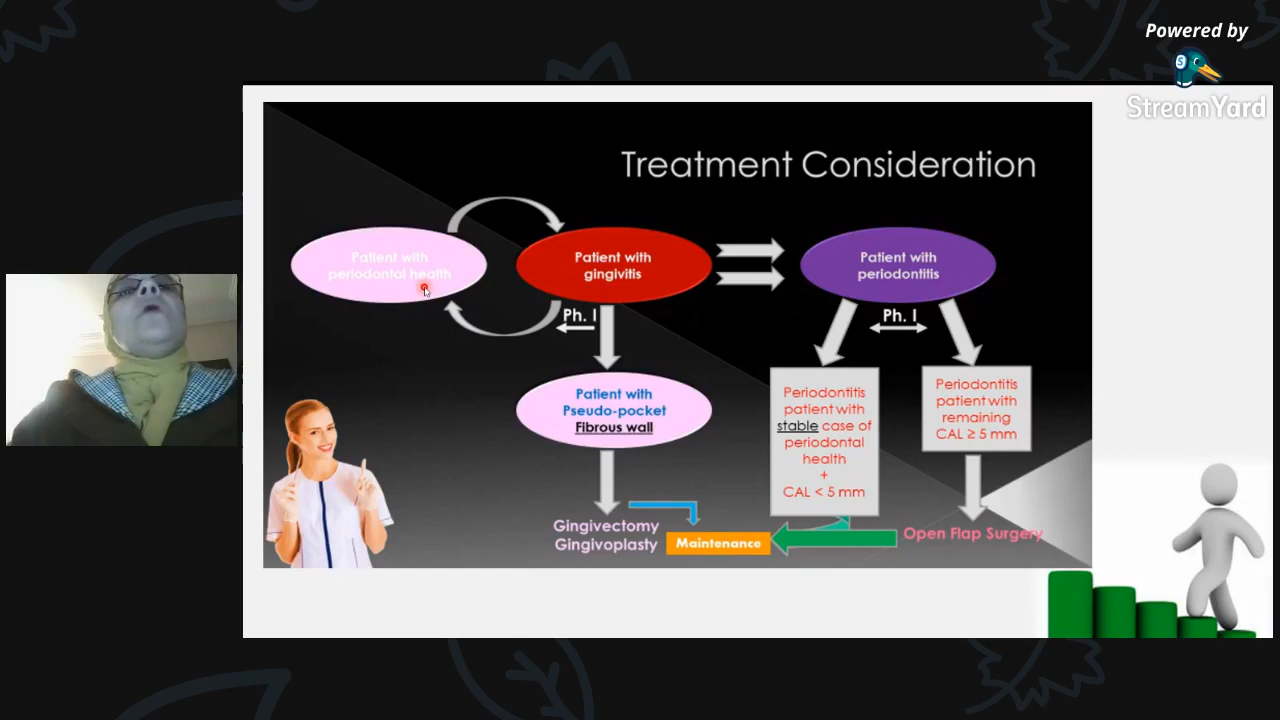 Powered by
StreamYard
Treatment Consideration
Patient with
periodontal health
Patient with
gingivitis
Patient with
periodontitis
Ph. I
Ph. I
Patient with
Pseudo-pocket
Fibrous wall
Periodontitis
patient with
stable case of
periodontal
health
+
CAL < 5 mm
Periodontitis
patient with
remaining
CAL ≥ 5 mm
Gingivectomy
Gingivoplasty
Maintenance
Open Flap Surgery